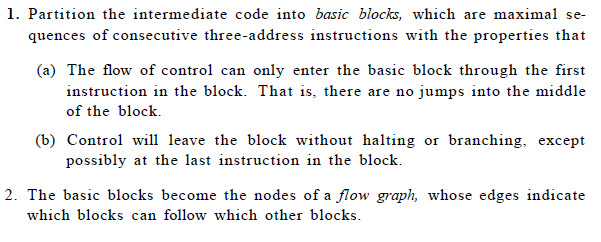 1. Partition the intermediate code into basic blocks, which are maximal se-
quences of consecutive three-address instructions with the properties that
(a) The flow of control can only enter the basic block through the first
instruction in the block. That is, there are no jumps into the middle
of the block.
(b) Control will leave the block without halting or branching, except
possibly at the last instruction in the block.
2. The basic blocks become the nodes of a flow graph, whose edges indicate
which blocks can follow which other blocks.